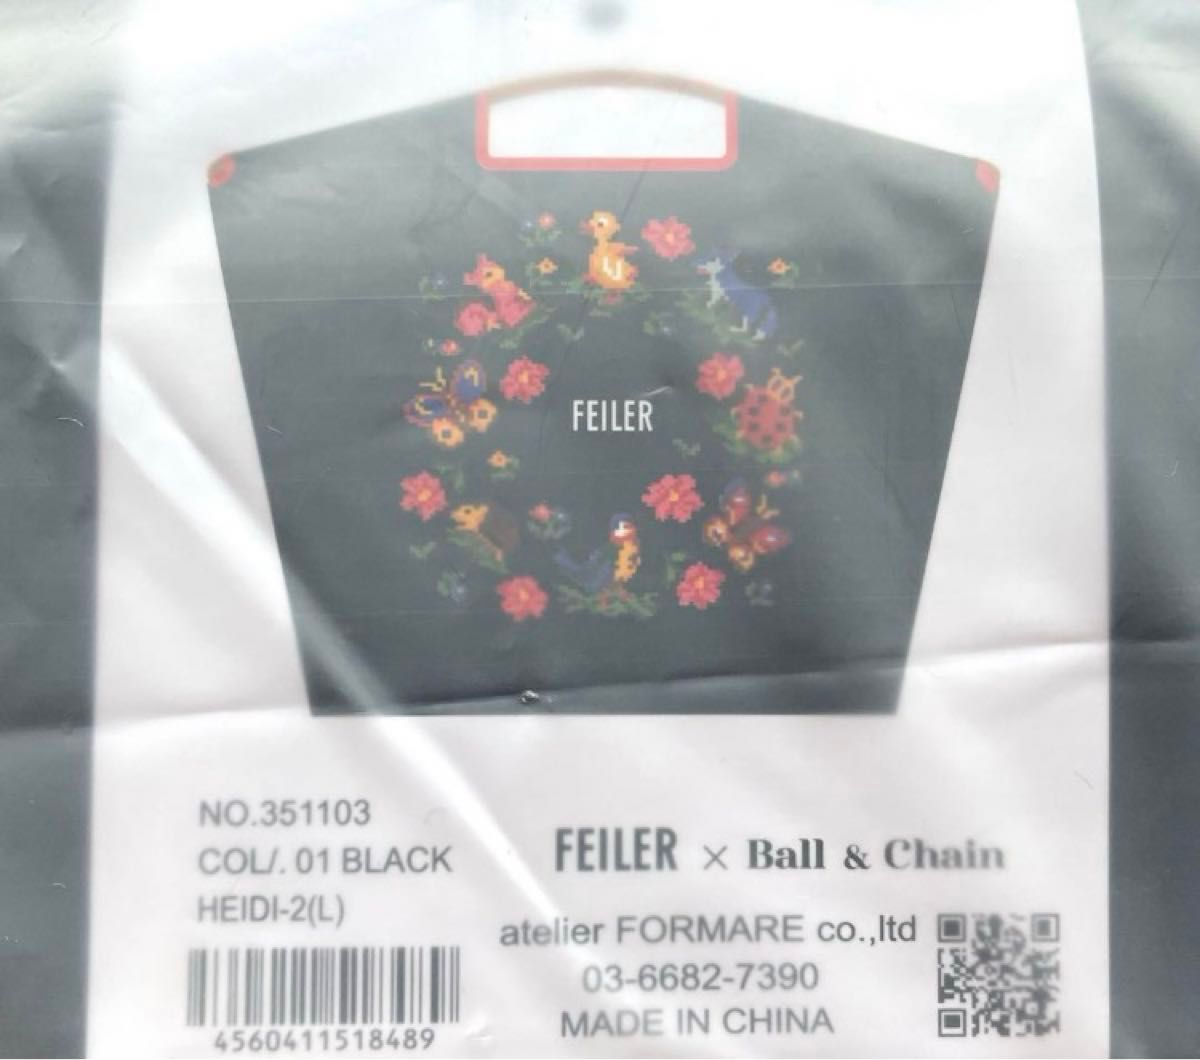 FEILER
NO.351103
COL/. 01 BLACK
HEIDI-2(L)
4560411518489
FEILER × Ball & Chain
atelier FORMARE co.,ltd
03-6682-7390
MADE IN CHINA